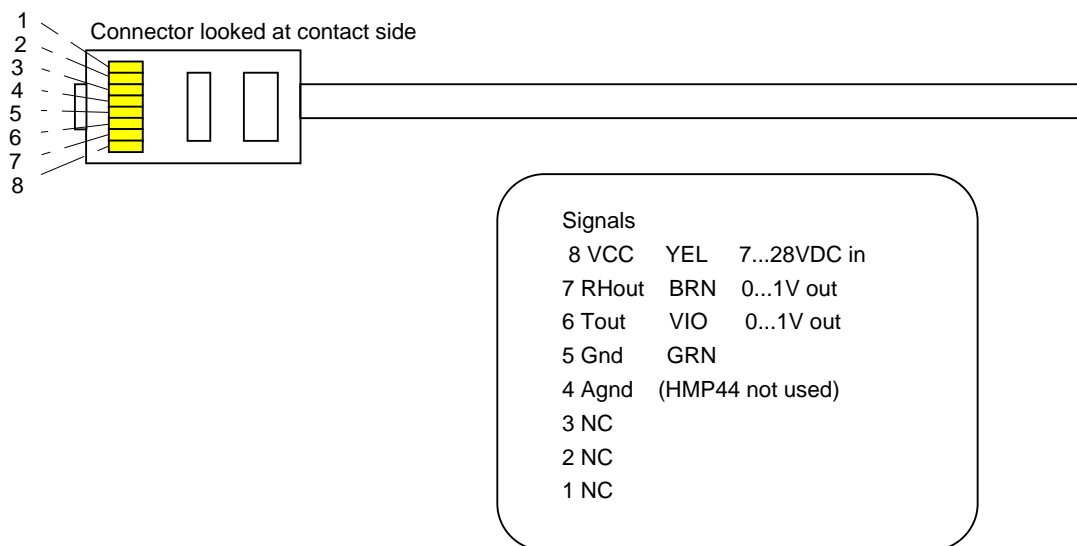 Connector looked at contact side
1
2
3
4
5
6
7
8
Signals
8 VCC YEL 7...28VDC in
7 RHout BRN 0...1V out
6 Tout VIO 0...1V out
5 Gnd GRN
4 Agnd (HMP44 not used)
3 NC
2 NC
1 NC